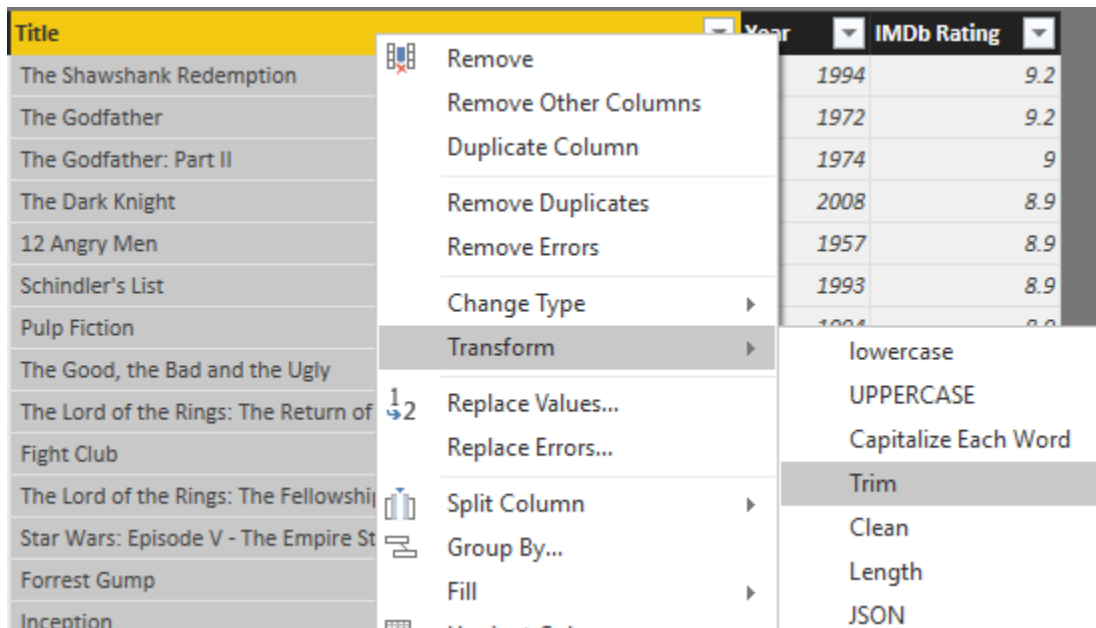 Title
Year
IMDb Rating
The Shawshank Redemption
1994
9.2
The Godfather
1972
9.2
The Godfather: Part II
1974
9
The Dark Knight
2008
8.9
12 Angry Men
1957
8.9
Schindler's List
1993
8.9
Pulp Fiction
The Good, the Bad and the Ugly
The Lord of the Rings: The Return of
Fight Club
The Lord of the Rings: The
Star Wars: Episode V - The Empire
Forrest Gump
Inception
Remove
Remove Other Columns
Duplicate Column
Remove Duplicates
Remove Errors
Change Type
Transform
Replace Values...
Replace Errors...
Split Column
Group By...
Fill
lowercase
UPPERCASE
Capitalize Each Word
Trim
Clean
Length
JSON